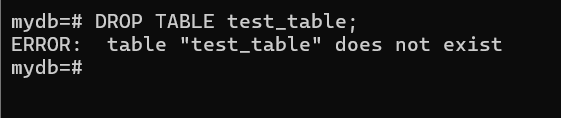 mydb=# DROP TABLE test_table;
ERROR:  table "test_table" does not exist
mydb=#